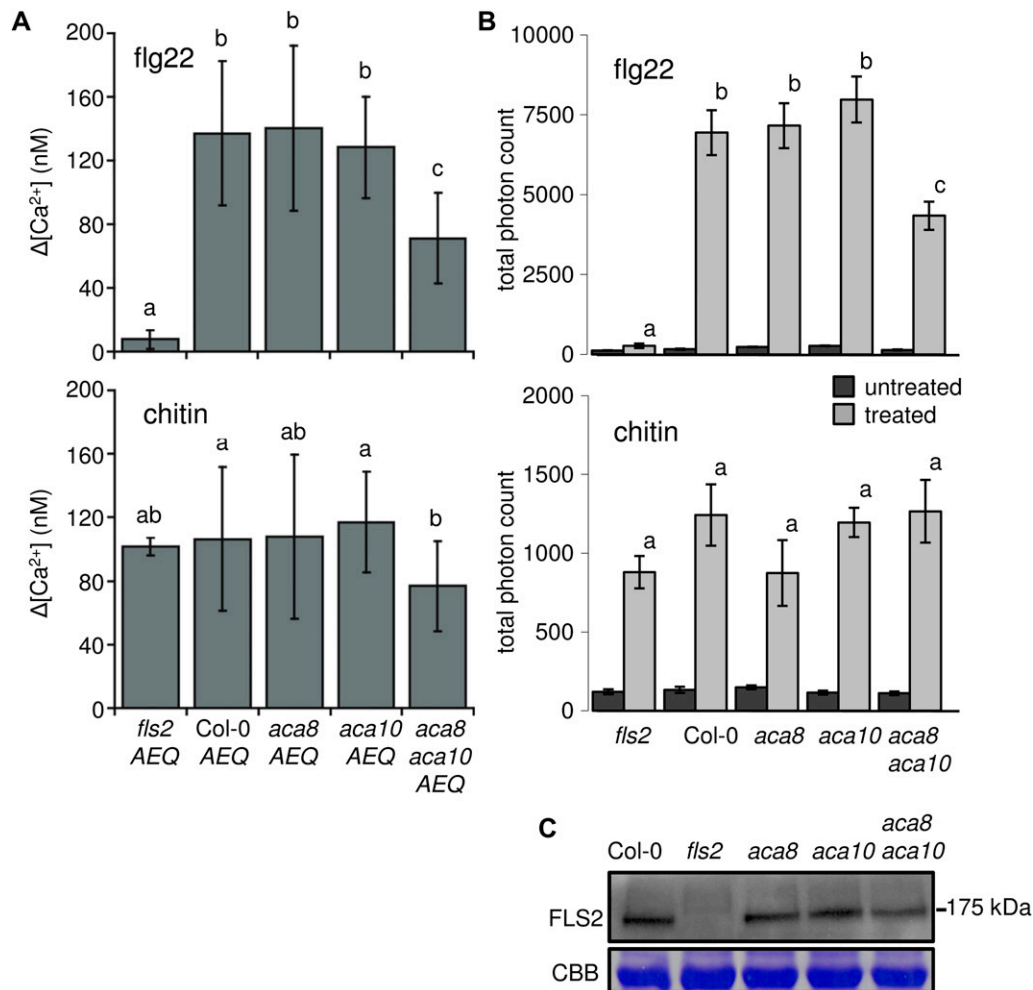 A
flg22
200
160
120
80
40
0
Δ[Ca²⁺] (nM)
a
b
b
b
c
chitin
200
160
120
80
40
0
Δ[Ca²⁺] (nM)
ab
a
ab
a
b
fls2 Col-0 aca8 aca10 aca8
AEQ AEQ AEQ AEQ aca10
AEQ
B
flg22
10000
7500
5000
2500
0
total photon count
a
b
b
b
c
untreated
treated
chitin
2000
1500
1000
500
0
total photon count
a
a
a
a
a
fls2 Col-0 aca8 aca10 aca8
aca10
C
aca8
Col-0 fls2 aca8 aca10 aca10
FLS2
175 kDa
CBB